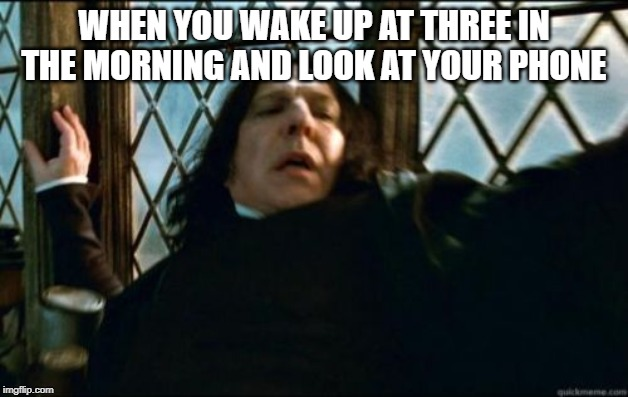 WHEN YOU WAKE UP AT THREE IN
THE MORNING AND LOOK AT YOUR PHONE
imgflip.com
quickmeme.com